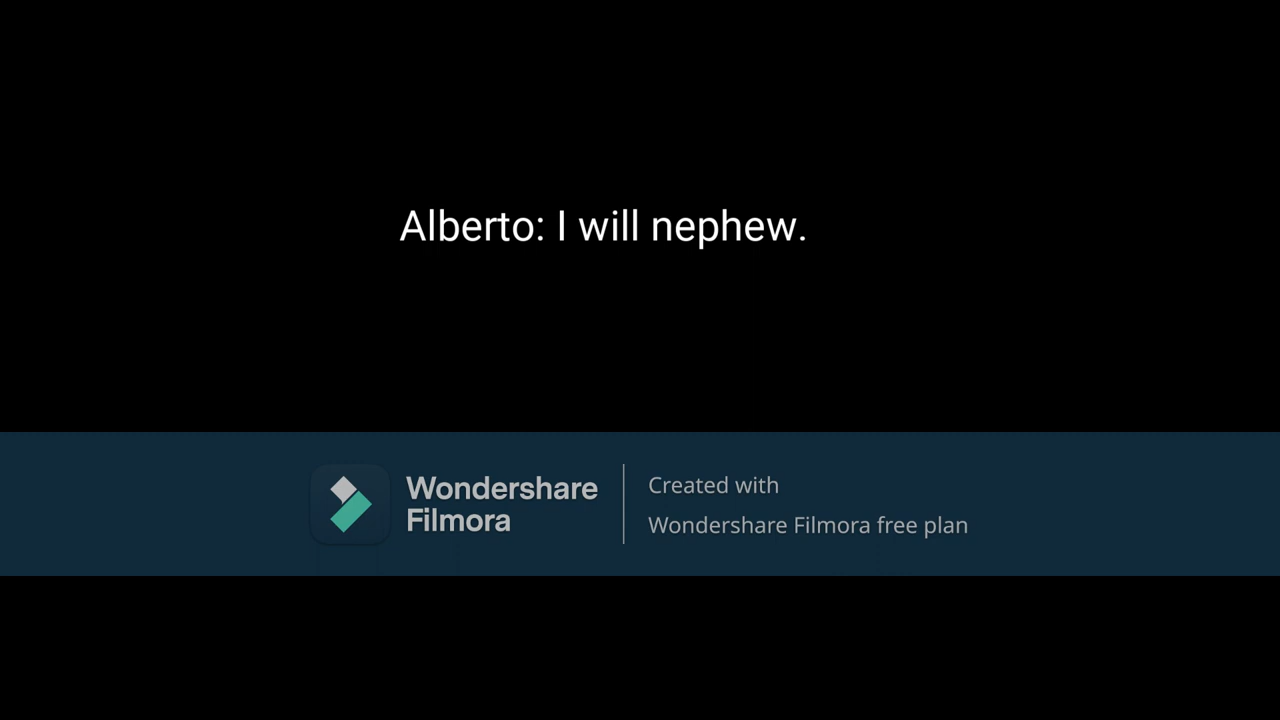 Alberto: I will nephew.
Wondershare
Filmora
Created with
Wondershare Filmora free plan